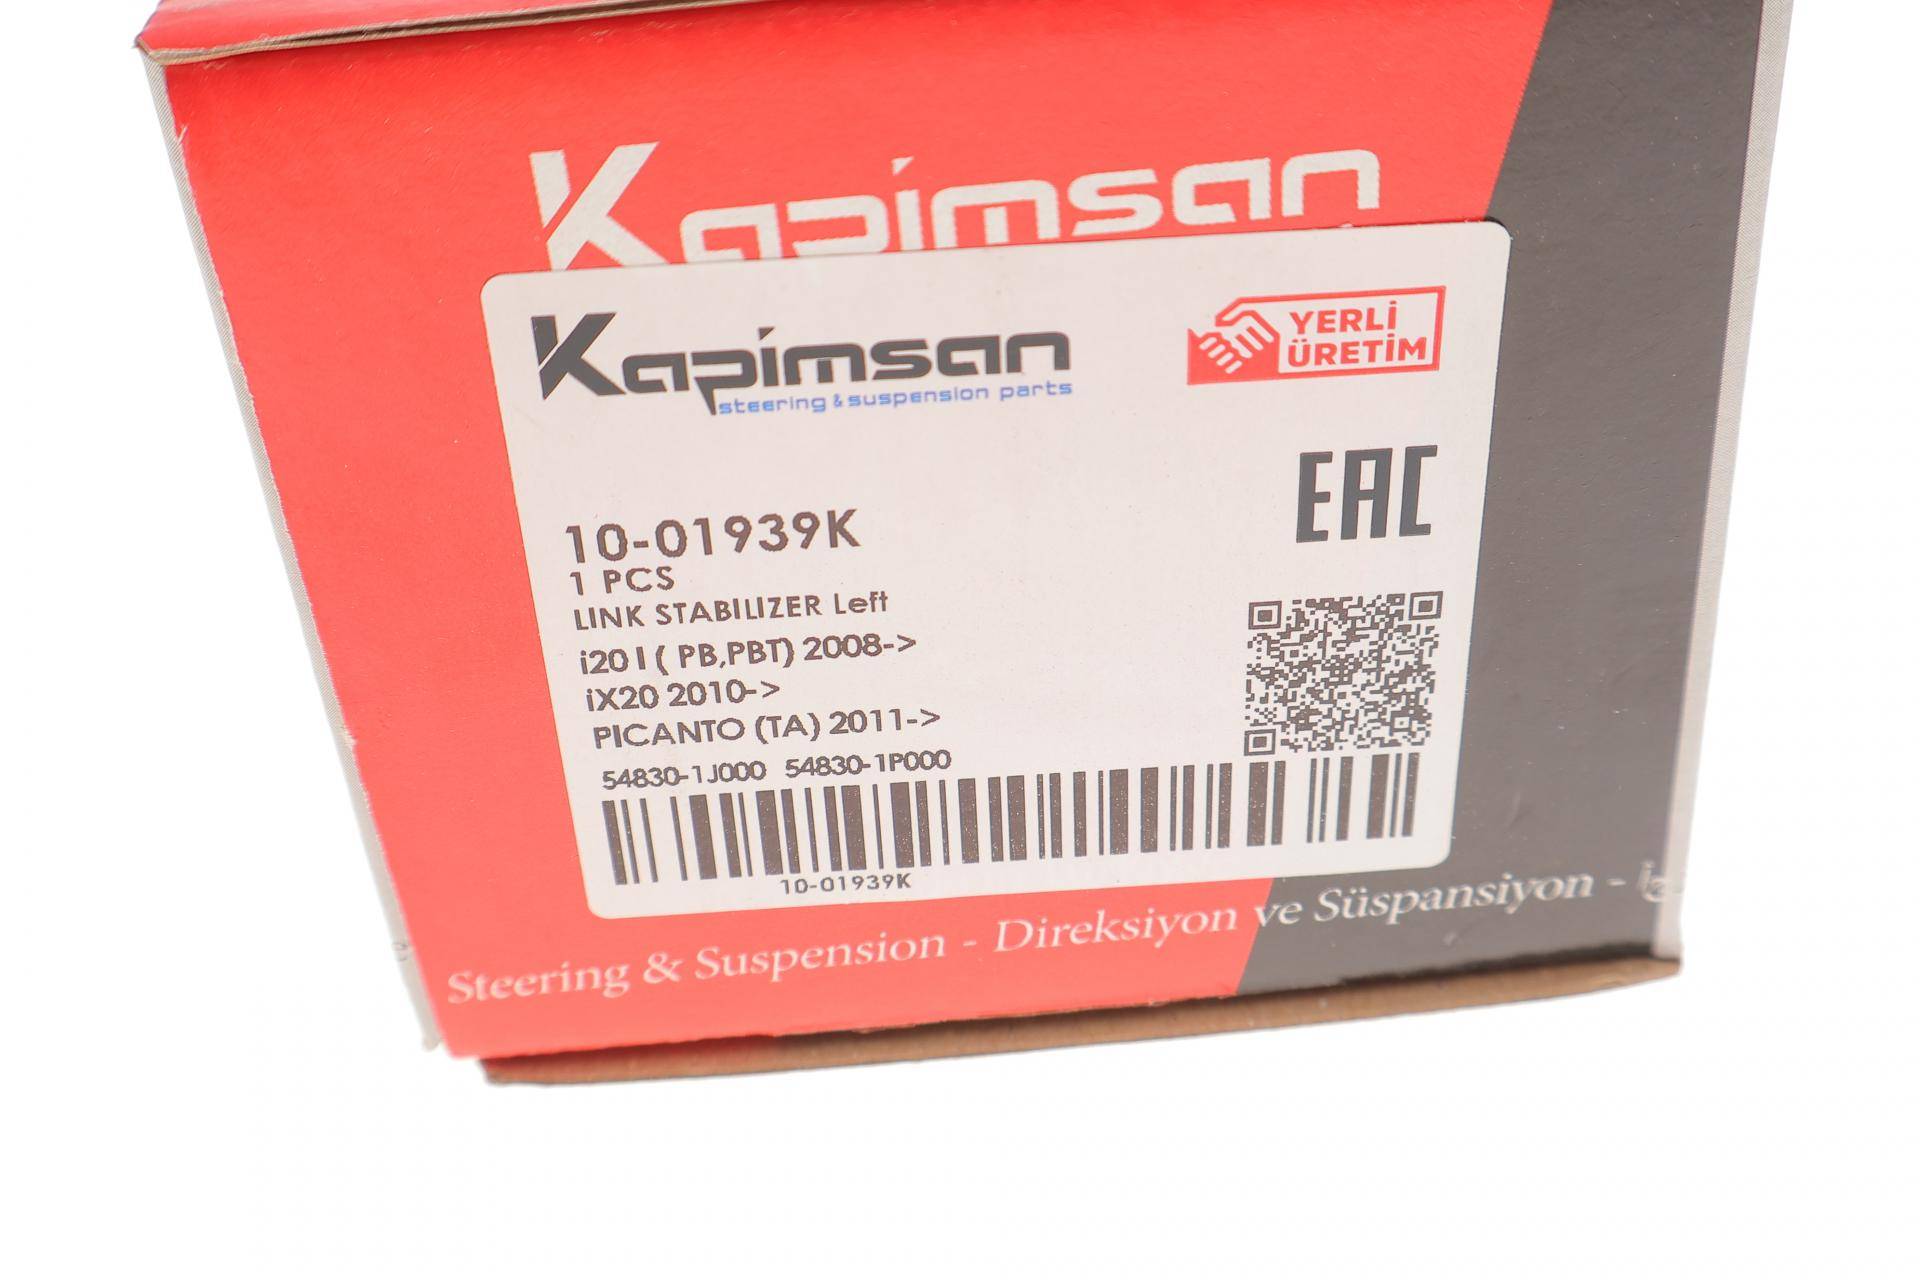 Kapimsan
Kapimsan
steering & suspension parts
YERLİ
ÜRETİM
EAC
10-01939K
1 PCS
LINK STABILIZER Left
i20 I ( PB,PBT) 2008->
iX20 2010->
PICANTO (TA) 2011->
54830-1J000 54830-1P000
10-01939K
Steering & Suspension - Direksiyon ve Süspansiyon -